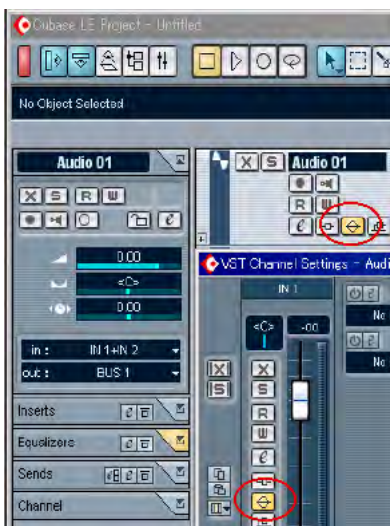 Cubase LE Project - Untitled
No Object Selected
Audio 01
X S R W
e
0.00
<C>
0.00
in : IN 1+IN 2
out : BUS 1
Inserts
e
Equalizers
e
Sends
e
Channel
X S Audio 01
R W
e
VST Channel Settings - Audi
IN 1
<C> -oo
No
No
X X
S S
R
W
e